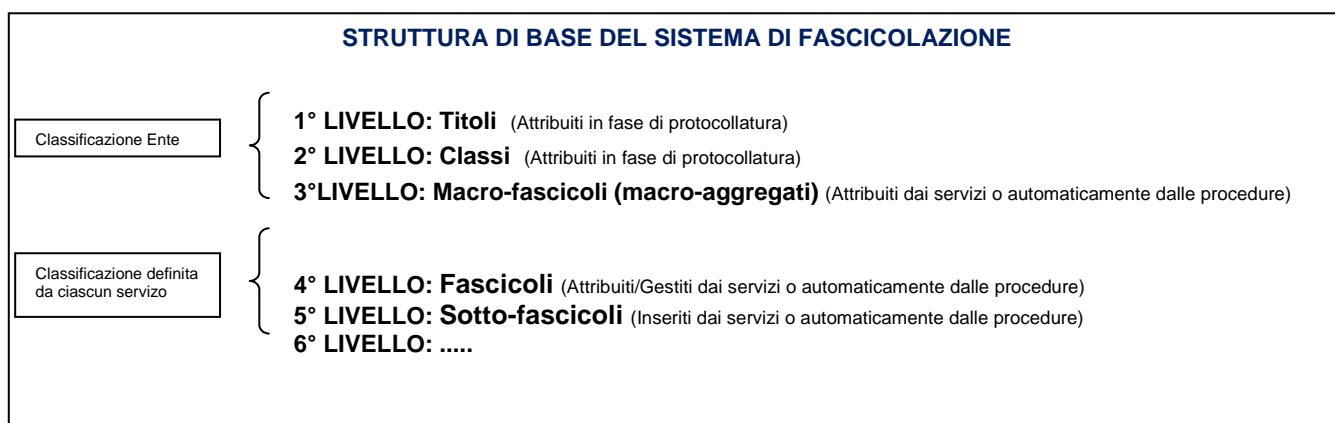 STRUTTURA DI BASE DEL SISTEMA DI FASCICOLAZIONE
Classificazione Ente
1° LIVELLO: Titoli (Attribuiti in fase di protocollatura)
2° LIVELLO: Classi (Attribuiti in fase di protocollatura)
3°LIVELLO: Macro-fascicoli (macro-aggregati) (Attribuiti dai servizi o automaticamente dalle procedure)
Classificazione definita
da ciascun servizo
4° LIVELLO: Fascicoli (Attribuiti/Gestiti dai servizi o automaticamente dalle procedure)
5° LIVELLO: Sotto-fascicoli (Inseriti dai servizi o automaticamente dalle procedure)
6° LIVELLO: .....